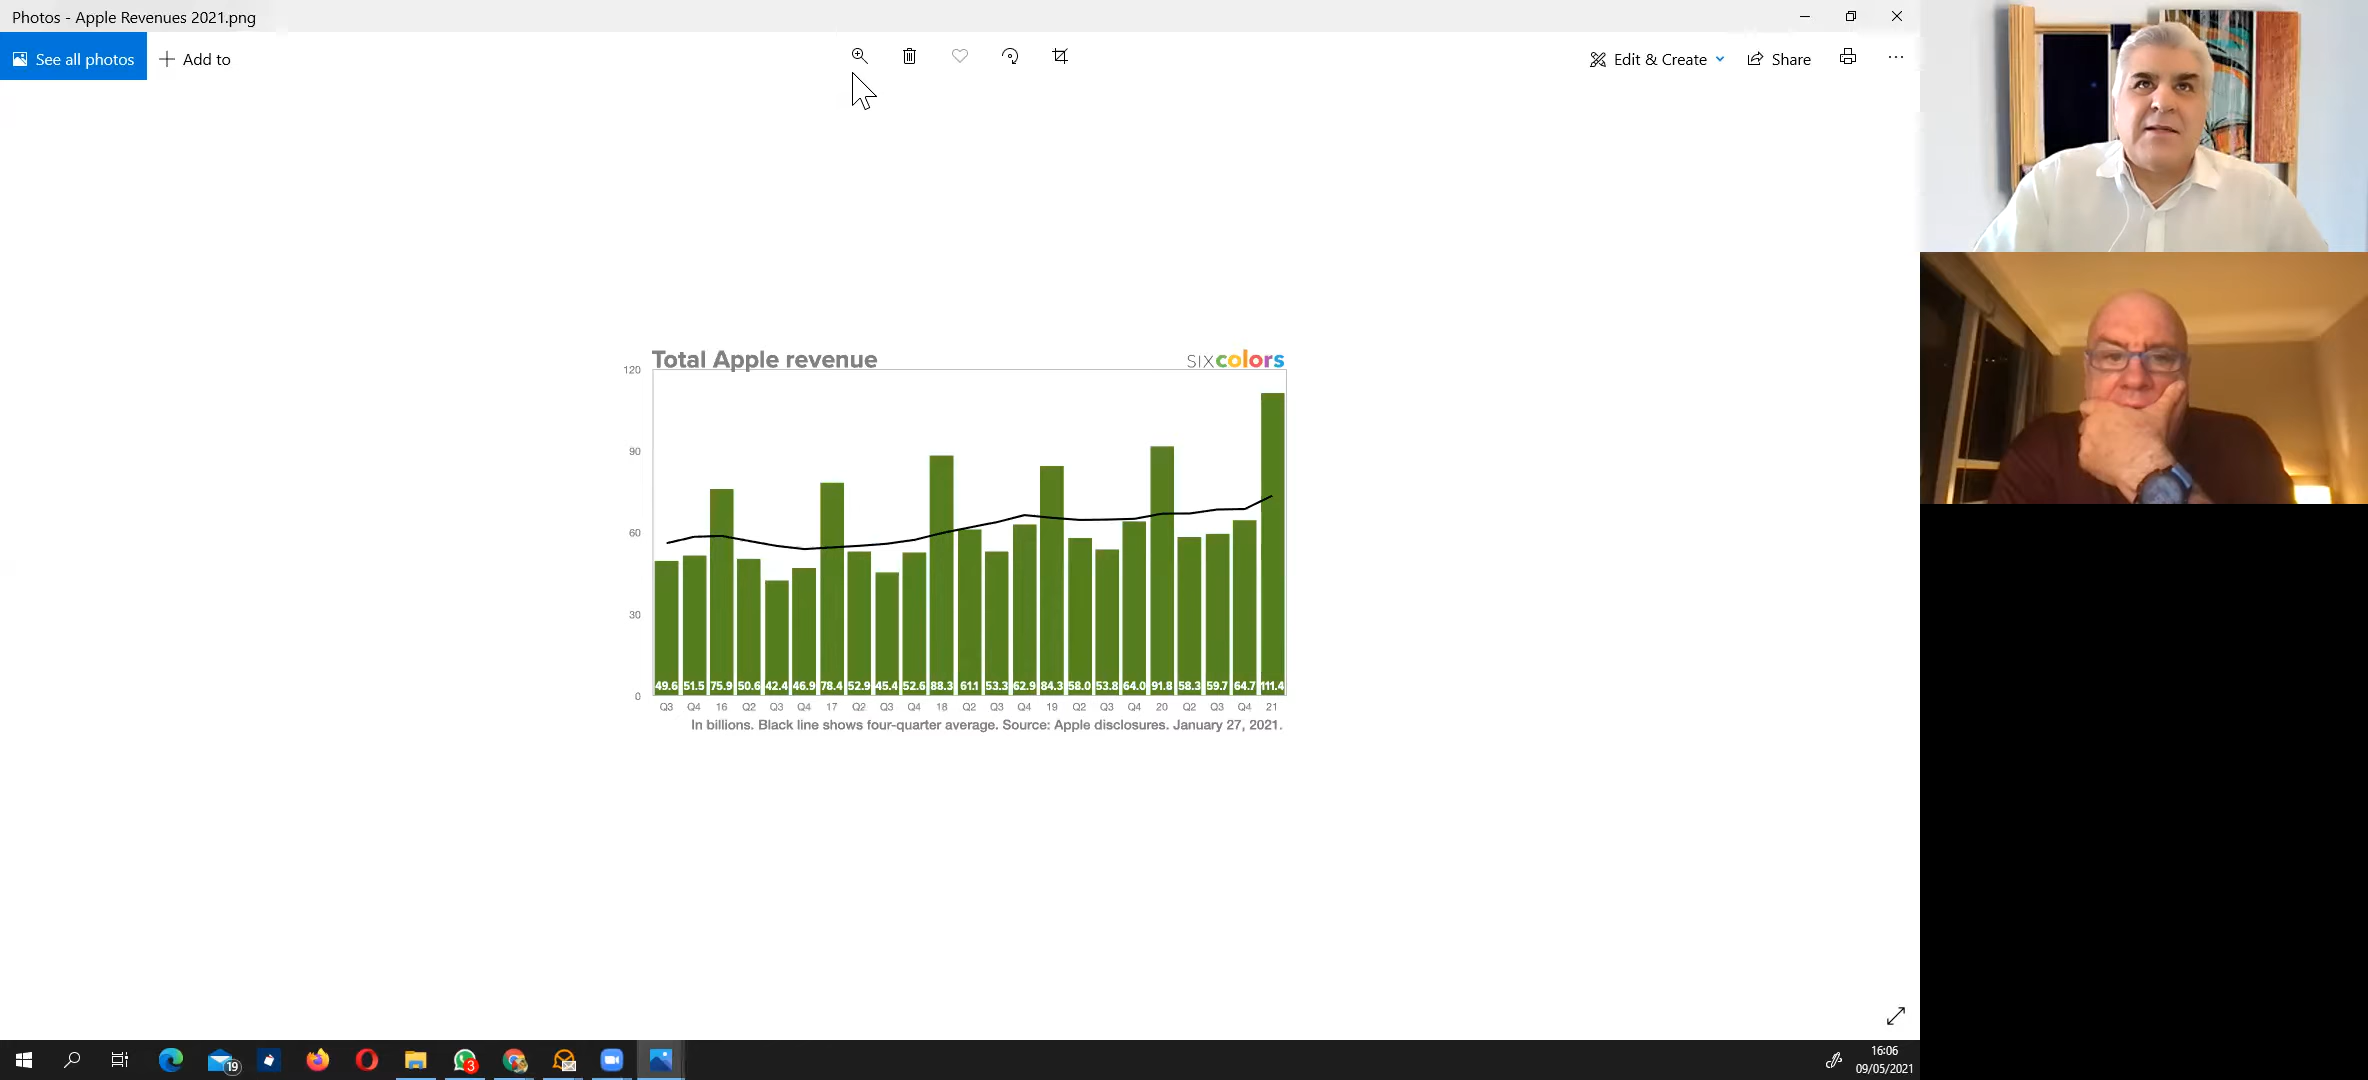 Photos - Apple Revenues 2021.png
See all photos
Add to
Edit & Create
Share
Total Apple revenue
sixcolors
120
90
60
30
0
49.6 51.5 75.9 50.6 42.4 46.9 78.4 52.9 45.4 52.6 88.3 61.1 53.3 62.9 84.3 58.0 53.8 64.0 91.8 58.3 59.7 64.7 111.4
Q3 Q4 16 Q2 Q3 Q4 17 Q2 Q3 Q4 18 Q2 Q3 Q4 19 Q2 Q3 Q4 20 Q2 Q3 Q4 21
In billions. Black line shows four-quarter average. Source: Apple disclosures. January 27, 2021.
19
3
16:06
09/05/2021